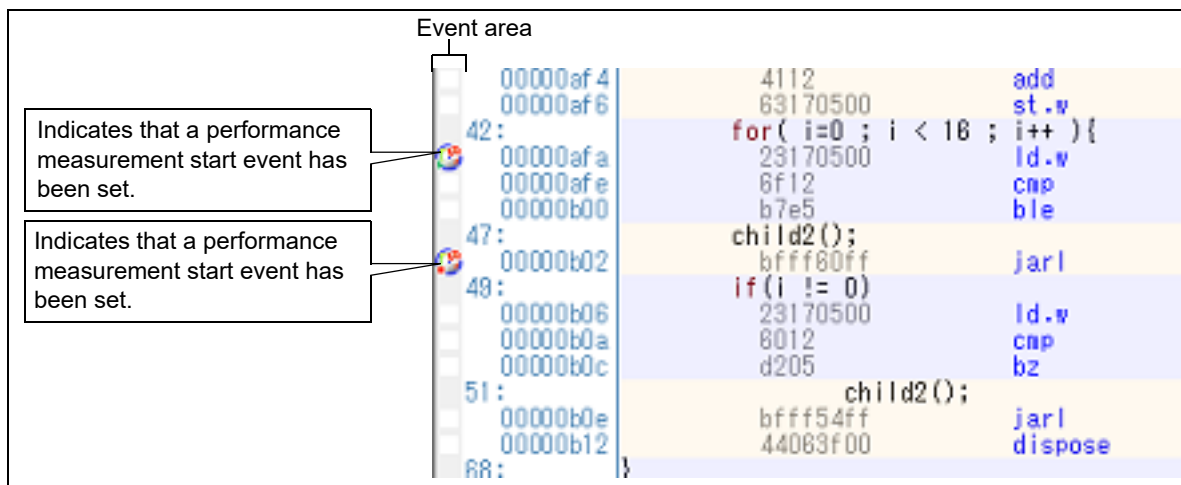 Event area
00000af4 4112 add
00000af6 63170500 st.w
Indicates that a performance
measurement start event has
been set.
42: for( i=0 ; i < 16 ; i++ ){
00000afa 23170500 ld.w
00000afe 6f12 cmp
00000b00 b7e5 ble
Indicates that a performance
measurement start event has
been set.
47: child2();
00000b02 bfff60ff jarl
49: if(i != 0)
00000b06 23170500 ld.w
00000b0a 6012 cmp
00000b0c d205 bz
51: child2();
00000b0e bfff54ff jarl
00000b12 44063f00 dispose
68: }